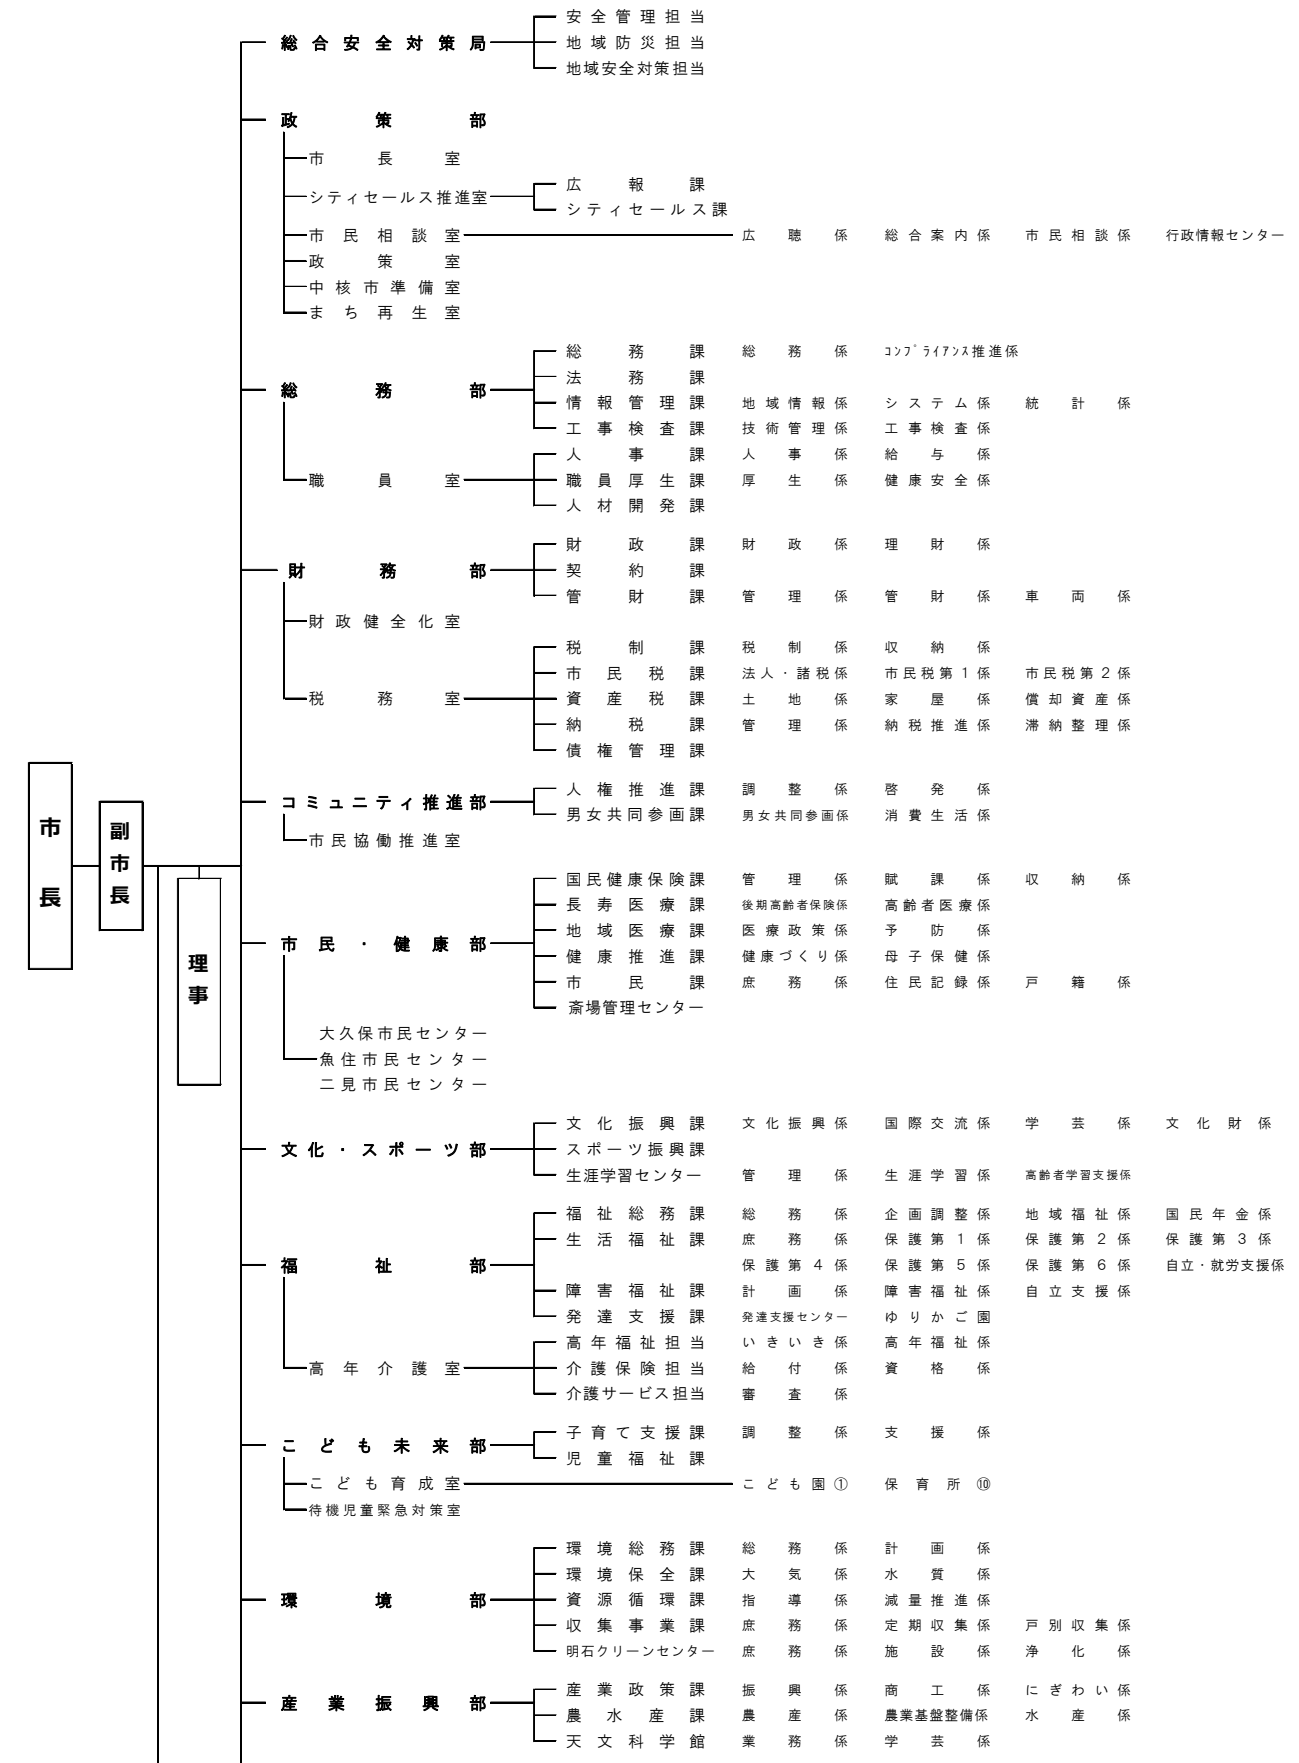 安全管理担当
総合安全対策局 地域防災担当
地域安全対策担当
政策部
市長室
シティセールス推進室 広報課
シティセールス課
市民相談室 広聴係 総合案内係 市民相談係 行政情報センター
政策室
中核市準備室
まち再生室
総務課 総務係 コンプライアンス推進係
法務課
総務部
情報管理課 地域情報係 システム係 統計係
工事検査課 技術管理係 工事検査係
人事課 人事係 給与係
職員室 職員厚生課 厚生係 健康安全係
人材開発課
財政課 財政係 理財係
財務部 契約課
管財課 管理係 管財係 車両係
財政健全化室
税制課 税制係 収納係
市民税課 法人・諸税係 市民税第1係 市民税第2係
税務室 資産税課 土地係 家屋係 償却資産係
納税課 管理係 納税推進係 滞納整理係
債権管理課
人権推進課 調整係 啓発係
コミュニティ推進部
男女共同参画課 男女共同参画係 消費生活係
市民協働推進室
市長
副市長
理事
国民健康保険課 管理係 賦課係 収納係
長寿医療課 後期高齢者保険係 高齢者医療係
地域医療課 医療政策係 予防係
市民・健康部
健康推進課 健康づくり係 母子保健係
市民課 庶務係 住民記録係 戸籍係
斎場管理センター
大久保市民センター
魚住市民センター
二見市民センター
文化振興課 文化振興係 国際交流係 学芸係 文化財係
文化・スポーツ部 スポーツ振興課
生涯学習センター 管理係 生涯学習係 高齢者学習支援係
福祉総務課 総務係 企画調整係 地域福祉係 国民年金係
生活福祉課 庶務係 保護第1係 保護第2係 保護第3係
福祉部 保護第4係 保護第5係 保護第6係 自立・就労支援係
障害福祉課 計画係 障害福祉係 自立支援係
発達支援課 発達支援センター ゆりかご園
高年福祉担当 いきいき係 高年福祉係
高年介護室 介護保険担当 給付係 資格係
介護サービス担当 審査係
子育て支援課 調整係 支援係
こども未来部
児童福祉課
こども育成室 こども園① 保育所⑩
待機児童緊急対策室
環境総務課 総務係 計画係
環境保全課 大気係 水質係
環境部 資源循環課 指導係 減量推進係
収集事業課 庶務係 定期収集係 戸別収集係
明石クリーンセンター 庶務係 施設係 浄化係
産業政策課 振興係 商工係 にぎわい係
産業振興部
農水産課 農産係 農業基盤整備係 水産係
天文科学館 業務係 学芸係